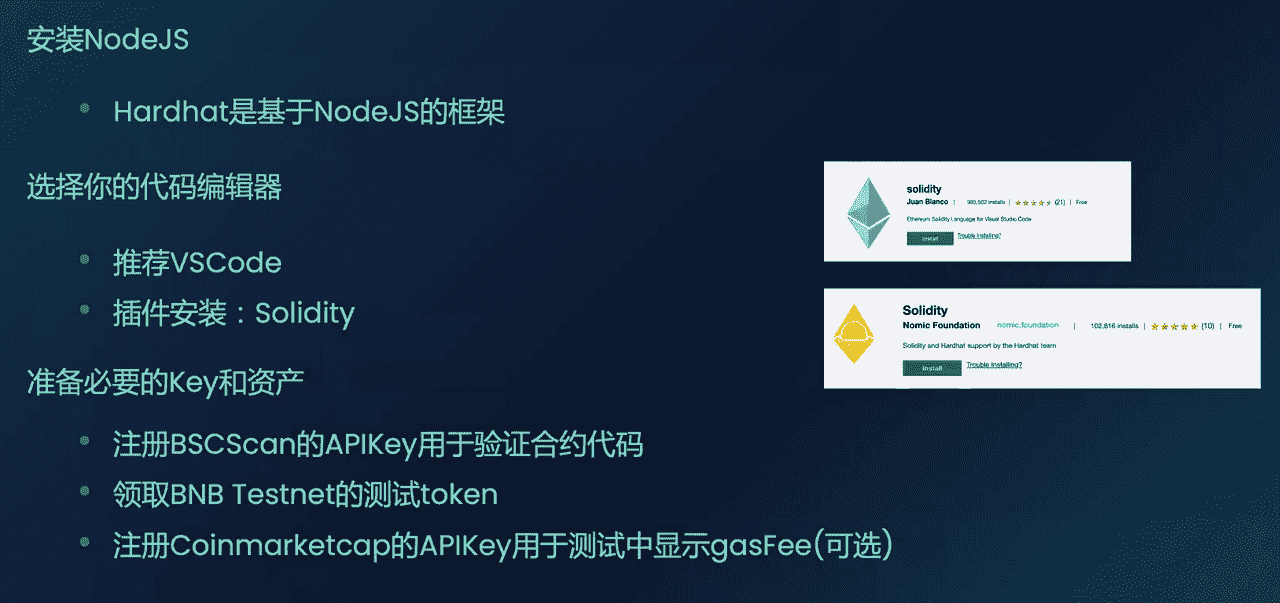 安装NodeJS
Hardhat是基于NodeJS的框架
选择你的代码编辑器
推荐VSCode
插件安装：Solidity
准备必要的Key和资产
注册BSCScan的APIKey用于验证合约代码
领取BNB Testnet的测试token
注册Coinmarketcap的APIKey用于测试中显示gasFee(可选)
solidity
Juan Blanco | installs | (21) | Free
Ethereum Solidity Language for Visual Studio Code
Install Trouble Installing?
Solidity
Nomic Foundation nomic.foundation | 102,616 installs | (10) | Free
Solidity and Hardhat support by the Hardhat team
Install Trouble Installing?